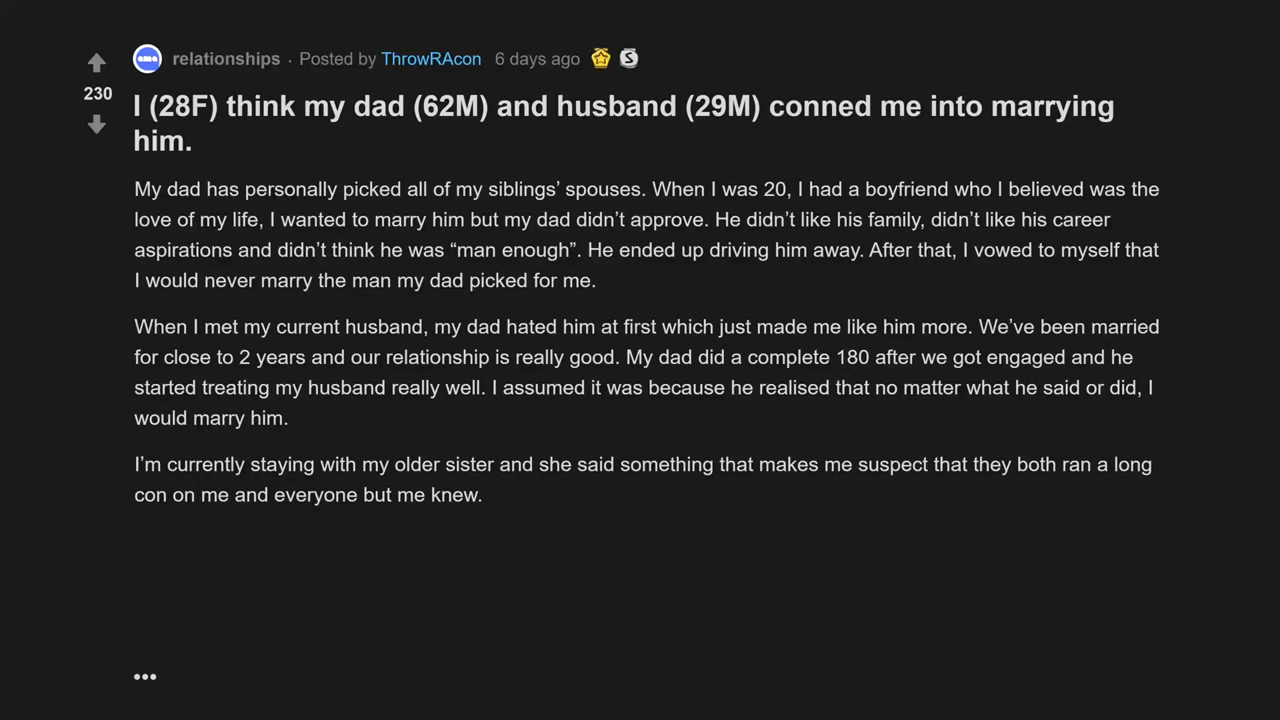 relationships · Posted by ThrowRAcon 6 days ago
230
I (28F) think my dad (62M) and husband (29M) conned me into marrying
him.
My dad has personally picked all of my siblings’ spouses. When I was 20, I had a boyfriend who I believed was the
love of my life, I wanted to marry him but my dad didn’t approve. He didn’t like his family, didn’t like his career
aspirations and didn’t think he was “man enough”. He ended up driving him away. After that, I vowed to myself that
I would never marry the man my dad picked for me.
When I met my current husband, my dad hated him at first which just made me like him more. We’ve been married
for close to 2 years and our relationship is really good. My dad did a complete 180 after we got engaged and he
started treating my husband really well. I assumed it was because he realised that no matter what he said or did, I
would marry him.
I’m currently staying with my older sister and she said something that makes me suspect that they both ran a long
con on me and everyone but me knew.
•••